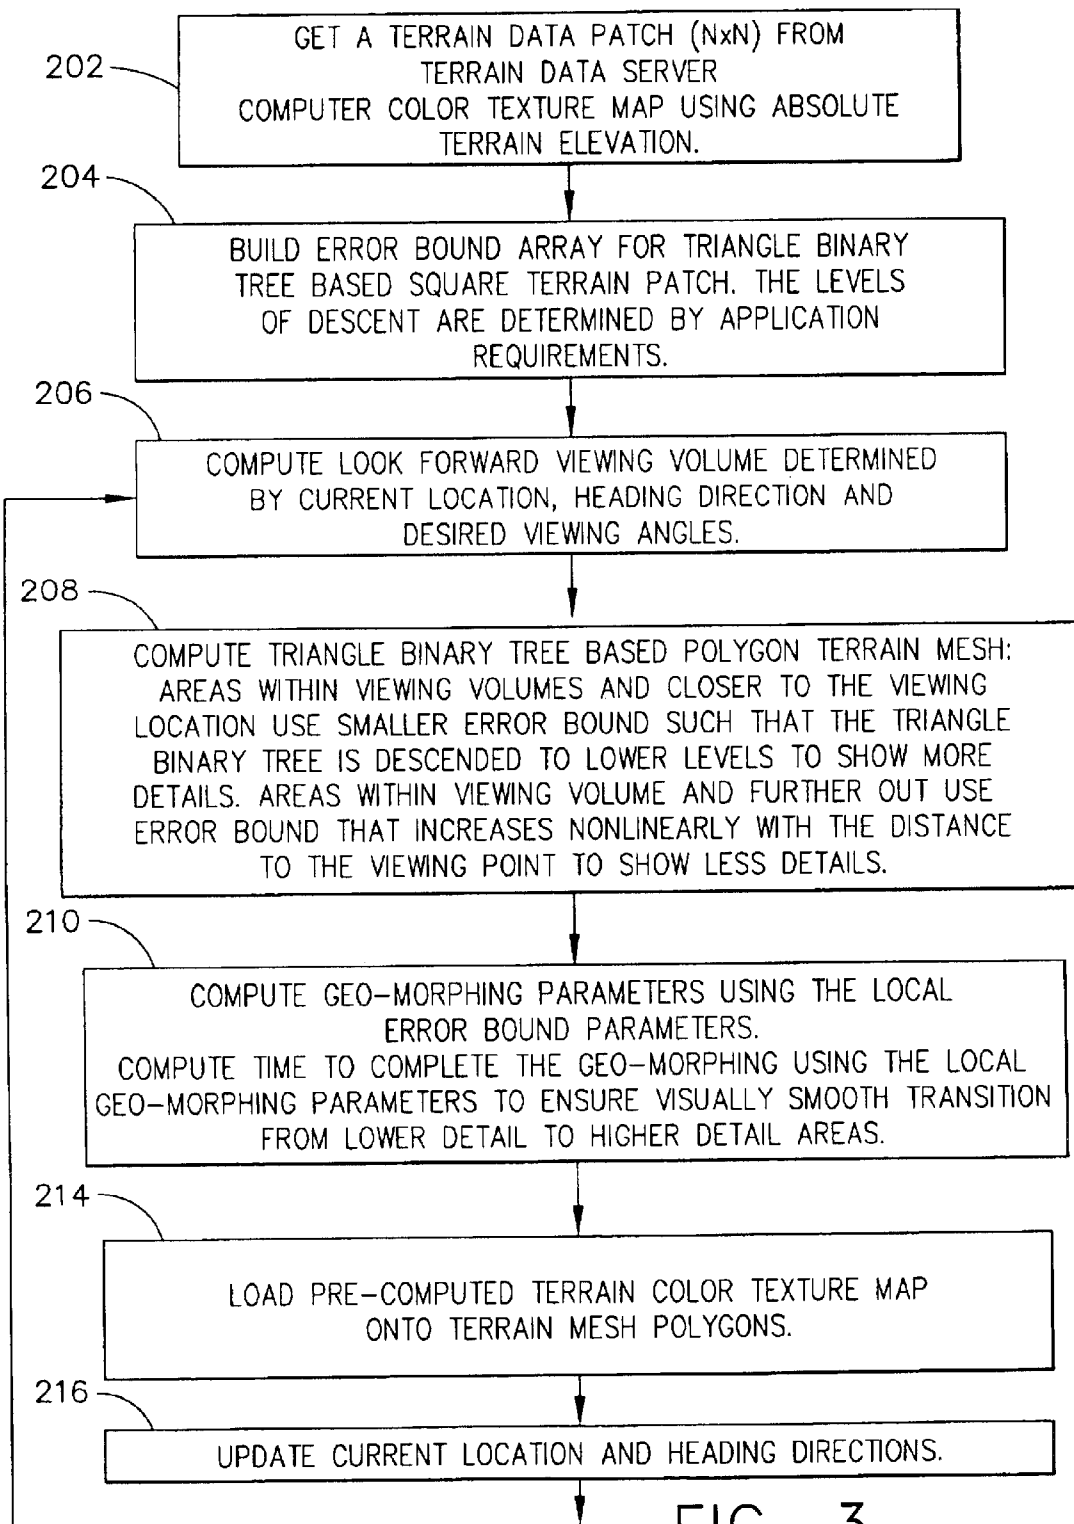 202
GET A TERRAIN DATA PATCH (NxN) FROM
TERRAIN DATA SERVER
COMPUTER COLOR TEXTURE MAP USING ABSOLUTE
TERRAIN ELEVATION.
204
BUILD ERROR BOUND ARRAY FOR TRIANGLE BINARY
TREE BASED SQUARE TERRAIN PATCH. THE LEVELS
OF DESCENT ARE DETERMINED BY APPLICATION
REQUIREMENTS.
206
COMPUTE LOOK FORWARD VIEWING VOLUME DETERMINED
BY CURRENT LOCATION, HEADING DIRECTION AND
DESIRED VIEWING ANGLES.
208
COMPUTE TRIANGLE BINARY TREE BASED POLYGON TERRAIN MESH:
AREAS WITHIN VIEWING VOLUMES AND CLOSER TO THE VIEWING
LOCATION USE SMALLER ERROR BOUND SUCH THAT THE TRIANGLE
BINARY TREE IS DESCENDED TO LOWER LEVELS TO SHOW MORE
DETAILS. AREAS WITHIN VIEWING VOLUME AND FURTHER OUT USE
ERROR BOUND THAT INCREASES NONLINEARLY WITH THE DISTANCE
TO THE VIEWING POINT TO SHOW LESS DETAILS.
210
COMPUTE GEO-MORPHING PARAMETERS USING THE LOCAL
ERROR BOUND PARAMETERS.
COMPUTE TIME TO COMPLETE THE GEO-MORPHING USING THE LOCAL
GEO-MORPHING PARAMETERS TO ENSURE VISUALLY SMOOTH TRANSITION
FROM LOWER DETAIL TO HIGHER DETAIL AREAS.
214
LOAD PRE-COMPUTED TERRAIN COLOR TEXTURE MAP
ONTO TERRAIN MESH POLYGONS.
216
UPDATE CURRENT LOCATION AND HEADING DIRECTIONS.
FIG. 3